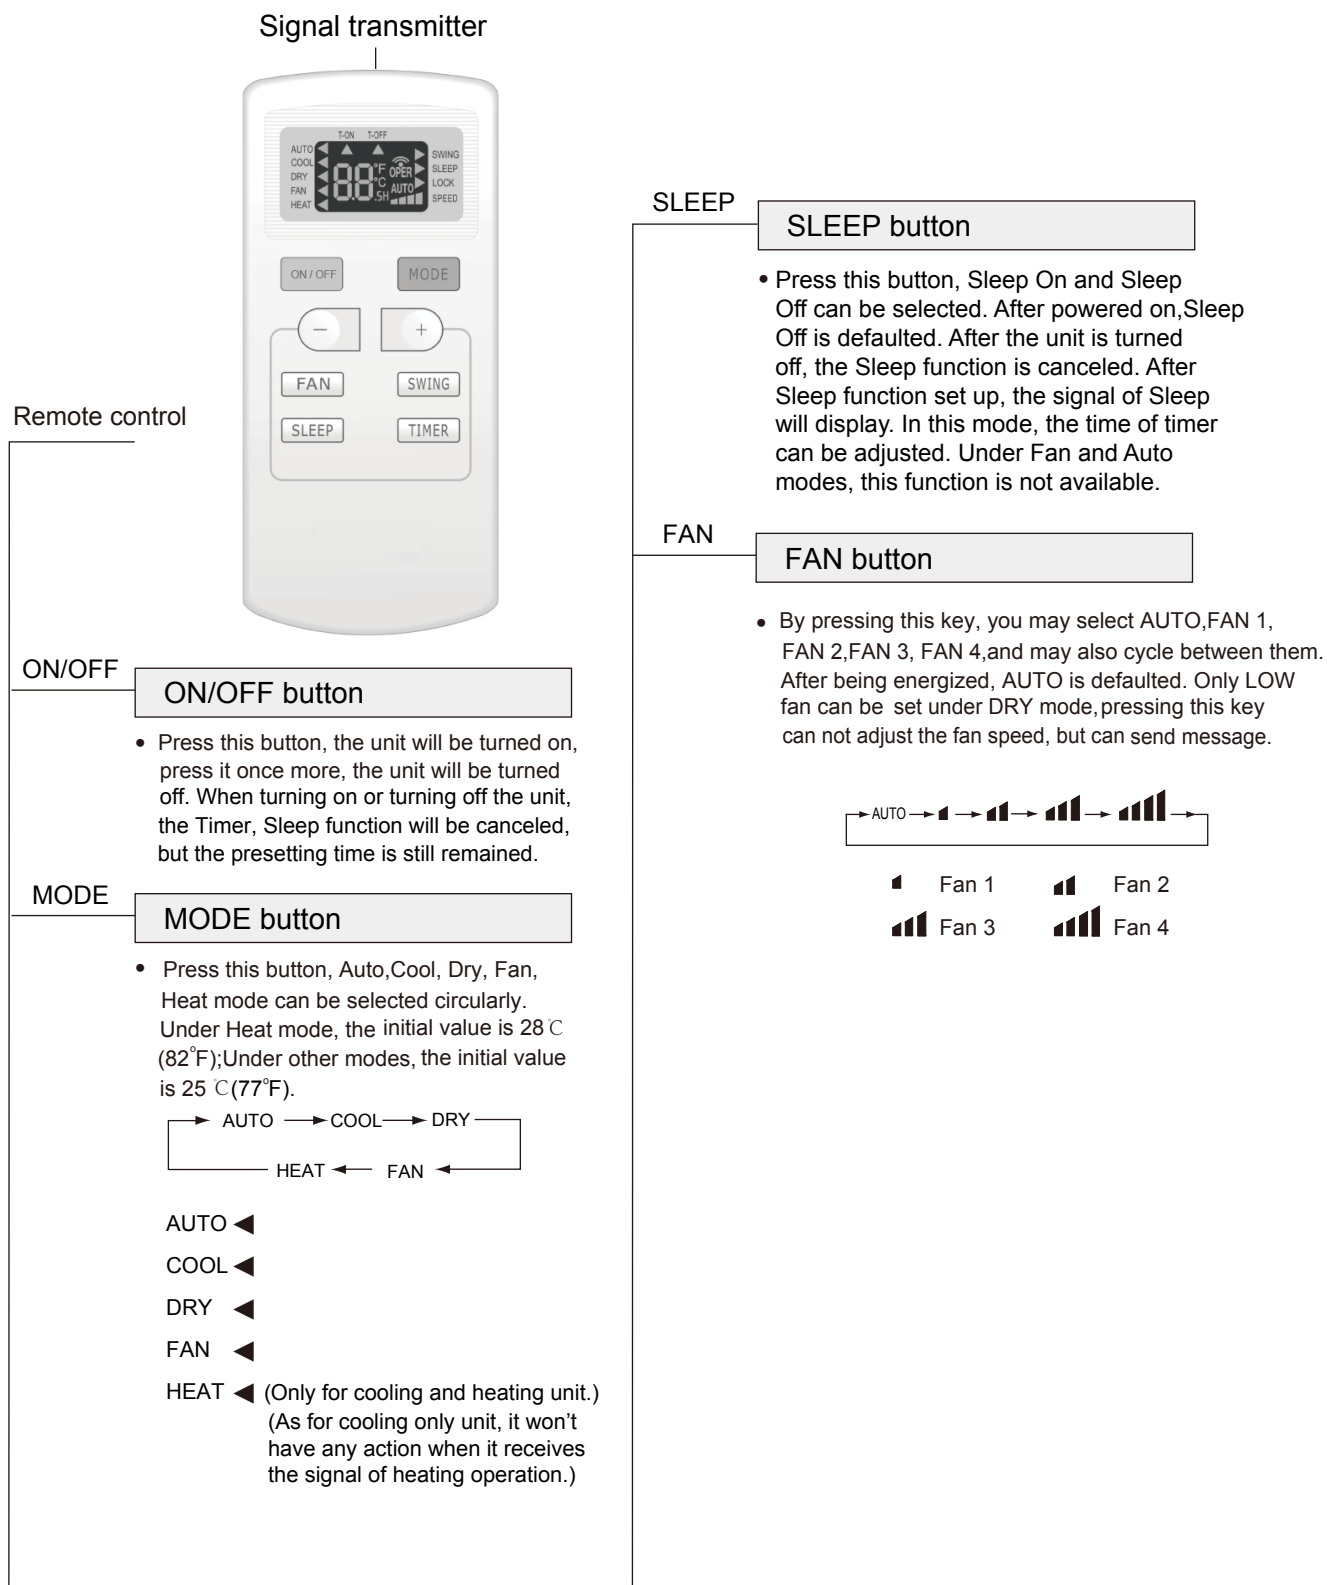 Signal transmitter
T-ON T-OFF
AUTO
COOL
DRY
FAN
HEAT
88 °F °C .SH
OPER
AUTO
SWING
SLEEP
LOCK
SPEED
ON / OFF
MODE
− +
FAN
SWING
SLEEP
TIMER
Remote control
ON/OFF
ON/OFF button
• Press this button, the unit will be turned on,
press it once more, the unit will be turned
off. When turning on or turning off the unit,
the Timer, Sleep function will be canceled,
but the presetting time is still remained.
MODE
MODE button
• Press this button, Auto,Cool, Dry, Fan,
Heat mode can be selected circularly.
Under Heat mode, the initial value is 28℃
(82°F);Under other modes, the initial value
is 25 ℃(77°F).
AUTO COOL DRY
HEAT FAN
AUTO
COOL
DRY
FAN
HEAT (Only for cooling and heating unit.)
(As for cooling only unit, it won’t
have any action when it receives
the signal of heating operation.)
SLEEP
SLEEP button
• Press this button, Sleep On and Sleep
Off can be selected. After powered on,Sleep
Off is defaulted. After the unit is turned
off, the Sleep function is canceled. After
Sleep function set up, the signal of Sleep
will display. In this mode, the time of timer
can be adjusted. Under Fan and Auto
modes, this function is not available.
FAN
FAN button
• By pressing this key, you may select AUTO,FAN 1,
FAN 2,FAN 3, FAN 4,and may also cycle between them.
After being energized, AUTO is defaulted. Only LOW
fan can be set under DRY mode,pressing this key
can not adjust the fan speed, but can send message.
AUTO
Fan 1 Fan 2
Fan 3 Fan 4